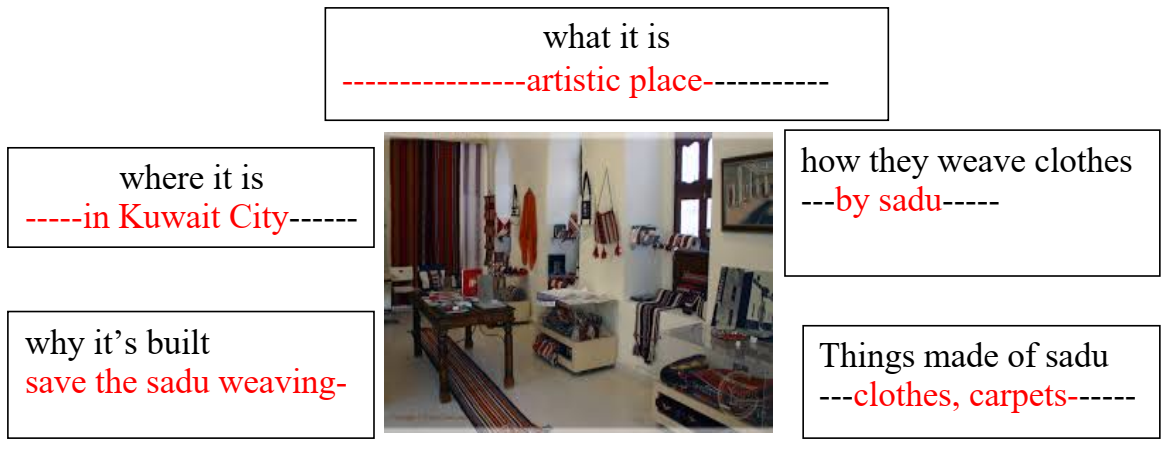 what it is
----------------artistic place-----------
where it is
-----in Kuwait City------
how they weave clothes
---by sadu-----
why it's built
save the sadu weaving-
Things made of sadu
---clothes, carpets-------